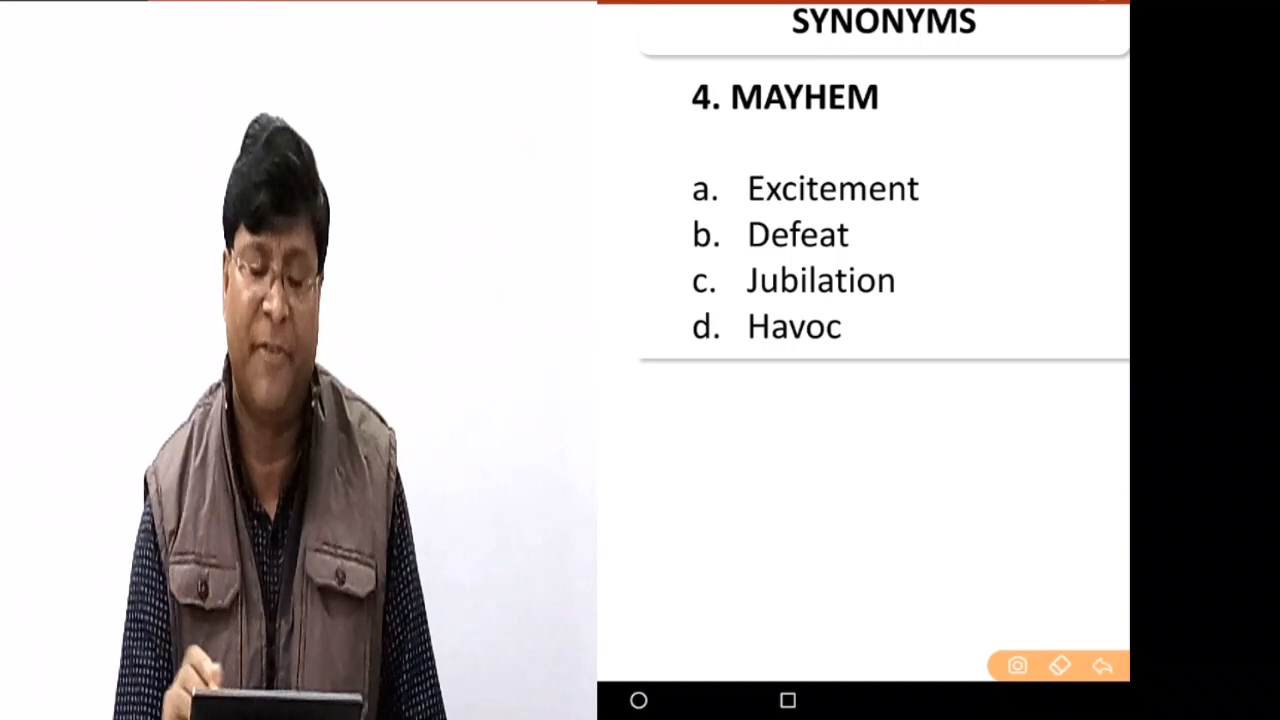 SYNONYMS
4. MAYHEM
a. Excitement
b. Defeat
c. Jubilation
d. Havoc